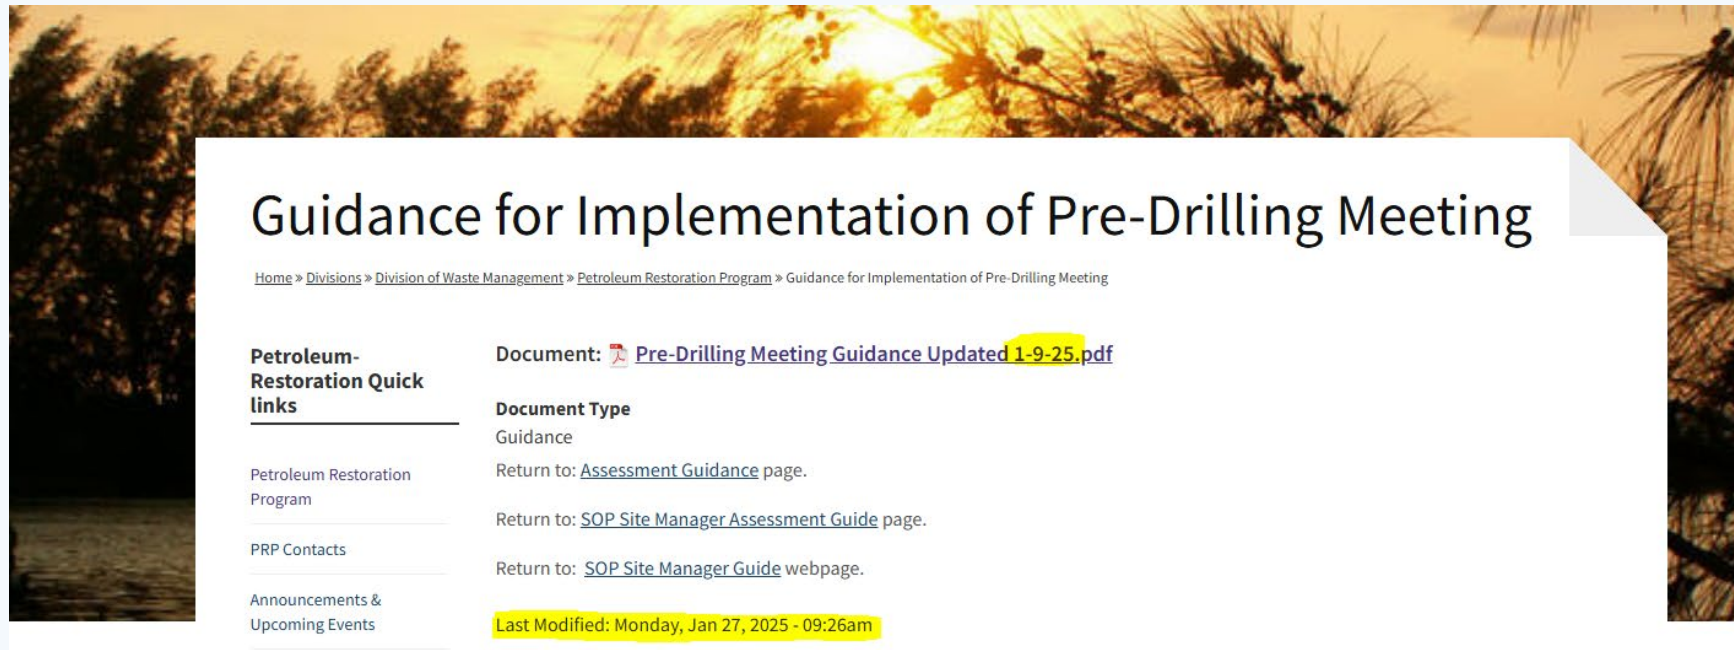 Guidance for Implementation of Pre-Drilling Meeting
Home » Divisions » Division of Waste Management » Petroleum Restoration Program » Guidance for Implementation of Pre-Drilling Meeting
Petroleum-
Restoration Quick
links
Petroleum Restoration
Program
PRP Contacts
Announcements &
Upcoming Events
Document: Pre-Drilling Meeting Guidance Updated 1-9-25.pdf
Document Type
Guidance
Return to: Assessment Guidance page.
Return to: SOP Site Manager Assessment Guide page.
Return to: SOP Site Manager Guide webpage.
Last Modified: Monday, Jan 27, 2025 - 09:26am